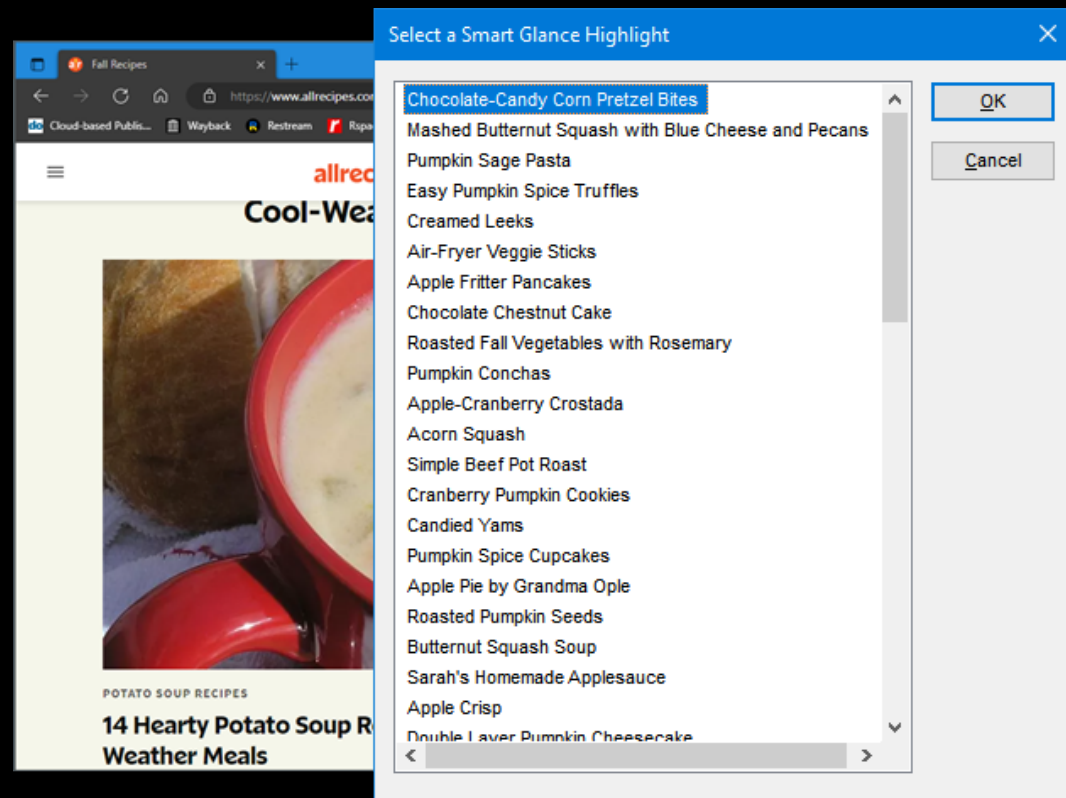 Fall Recipes
https://www.allrecipes.co
Cloud-based Publis...
Wayback
Restream
Rspa
allrec
Cool-Wea
POTATO SOUP RECIPES
14 Hearty Potato Soup R
Weather Meals
Select a Smart Glance Highlight
Chocolate-Candy Corn Pretzel Bites
Mashed Butternut Squash with Blue Cheese and Pecans
Pumpkin Sage Pasta
Easy Pumpkin Spice Truffles
Creamed Leeks
Air-Fryer Veggie Sticks
Apple Fritter Pancakes
Chocolate Chestnut Cake
Roasted Fall Vegetables with Rosemary
Pumpkin Conchas
Apple-Cranberry Crostada
Acorn Squash
Simple Beef Pot Roast
Cranberry Pumpkin Cookies
Candied Yams
Pumpkin Spice Cupcakes
Apple Pie by Grandma Ople
Roasted Pumpkin Seeds
Butternut Squash Soup
Sarah's Homemade Applesauce
Apple Crisp
Double Layer Pumpkin Cheesecake
OK
Cancel